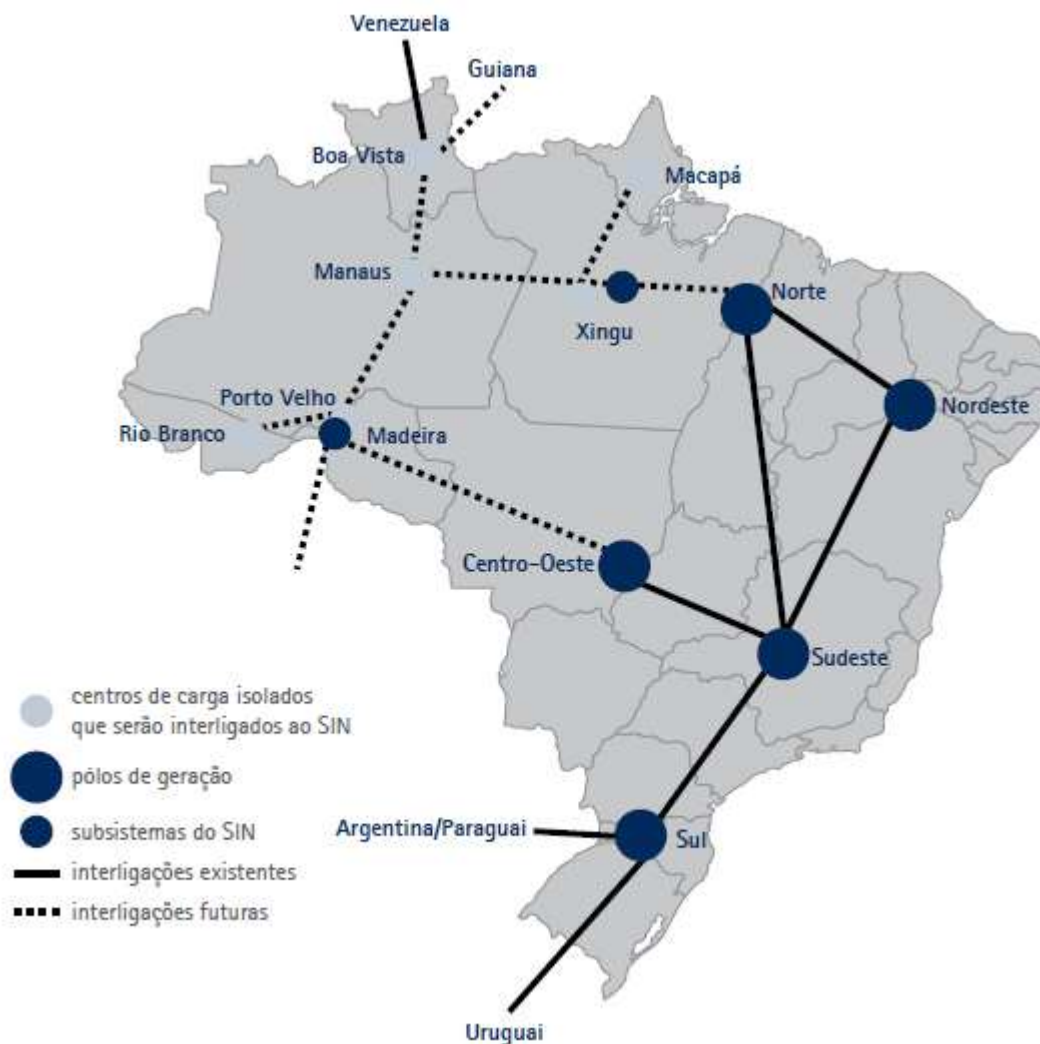 Venezuela
Guiana
Boa Vista
Macapá
Manaus
Norte
Xingu
Porto Velho
Nordeste
Rio Branco
Madeira
Centro-Oeste
Sudeste
centros de carga isolados
que serão interligados ao SIN
pólos de geração
subsistemas do SIN
Argentina/Paraguai
Sul
interligações existentes
interligações futuras
Uruguai